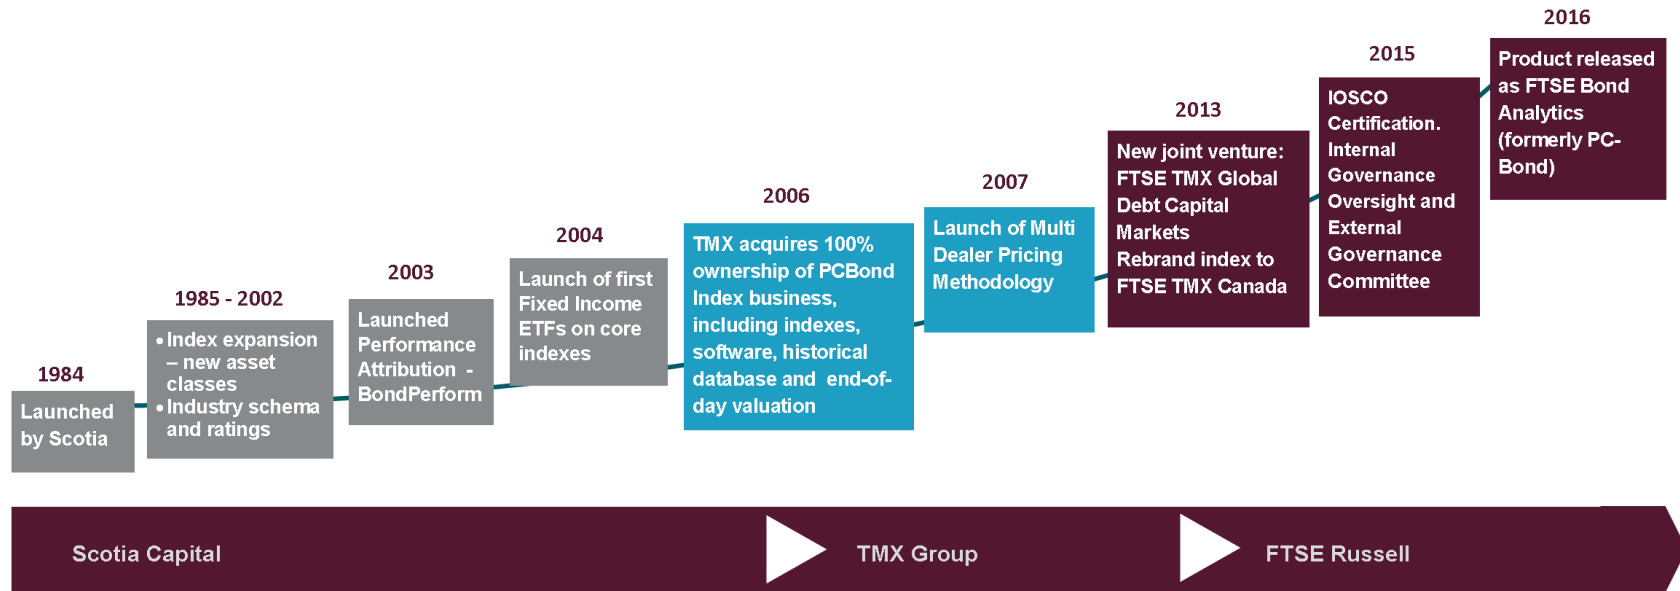 1984
Launched
by Scotia
1985 - 2002
• Index expansion
– new asset
classes
• Industry schema
and ratings
2003
Launched
Performance
Attribution -
BondPerform
2004
Launch of first
Fixed Income
ETFs on core
indexes
2006
TMX acquires 100%
ownership of PCBond
Index business,
including indexes,
software, historical
database and end-of-
day valuation
2007
Launch of Multi
Dealer Pricing
Methodology
2013
New joint venture:
FTSE TMX Global
Debt Capital
Markets
Rebrand index to
FTSE TMX Canada
2015
IOSCO
Certification.
Internal
Governance
Oversight and
External
Governance
Committee
2016
Product released
as FTSE Bond
Analytics
(formerly PC-
Bond)
Scotia Capital
TMX Group
FTSE Russell